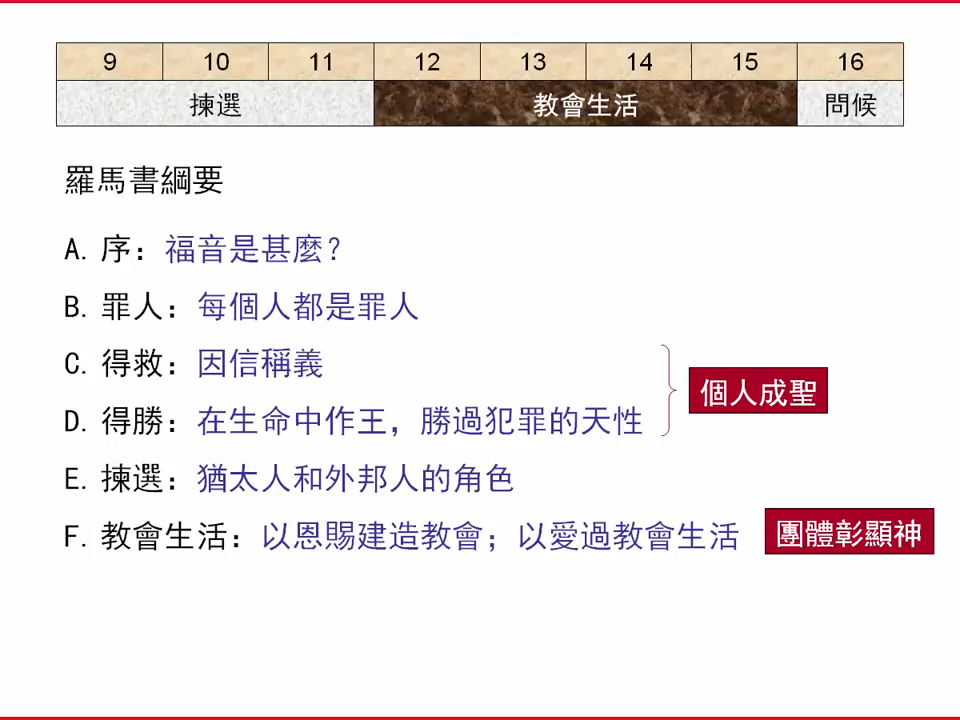 9 10 11 12 13 14 15 16
揀選 教會生活 問候
羅馬書綱要
A. 序：福音是甚麼？
B. 罪人：每個人都是罪人
C. 得救：因信稱義
個人成聖
D. 得勝：在生命中作王，勝過犯罪的天性
E. 揀選：猶太人和外邦人的角色
F. 教會生活：以恩賜建造教會；以愛過教會生活
團體彰顯神